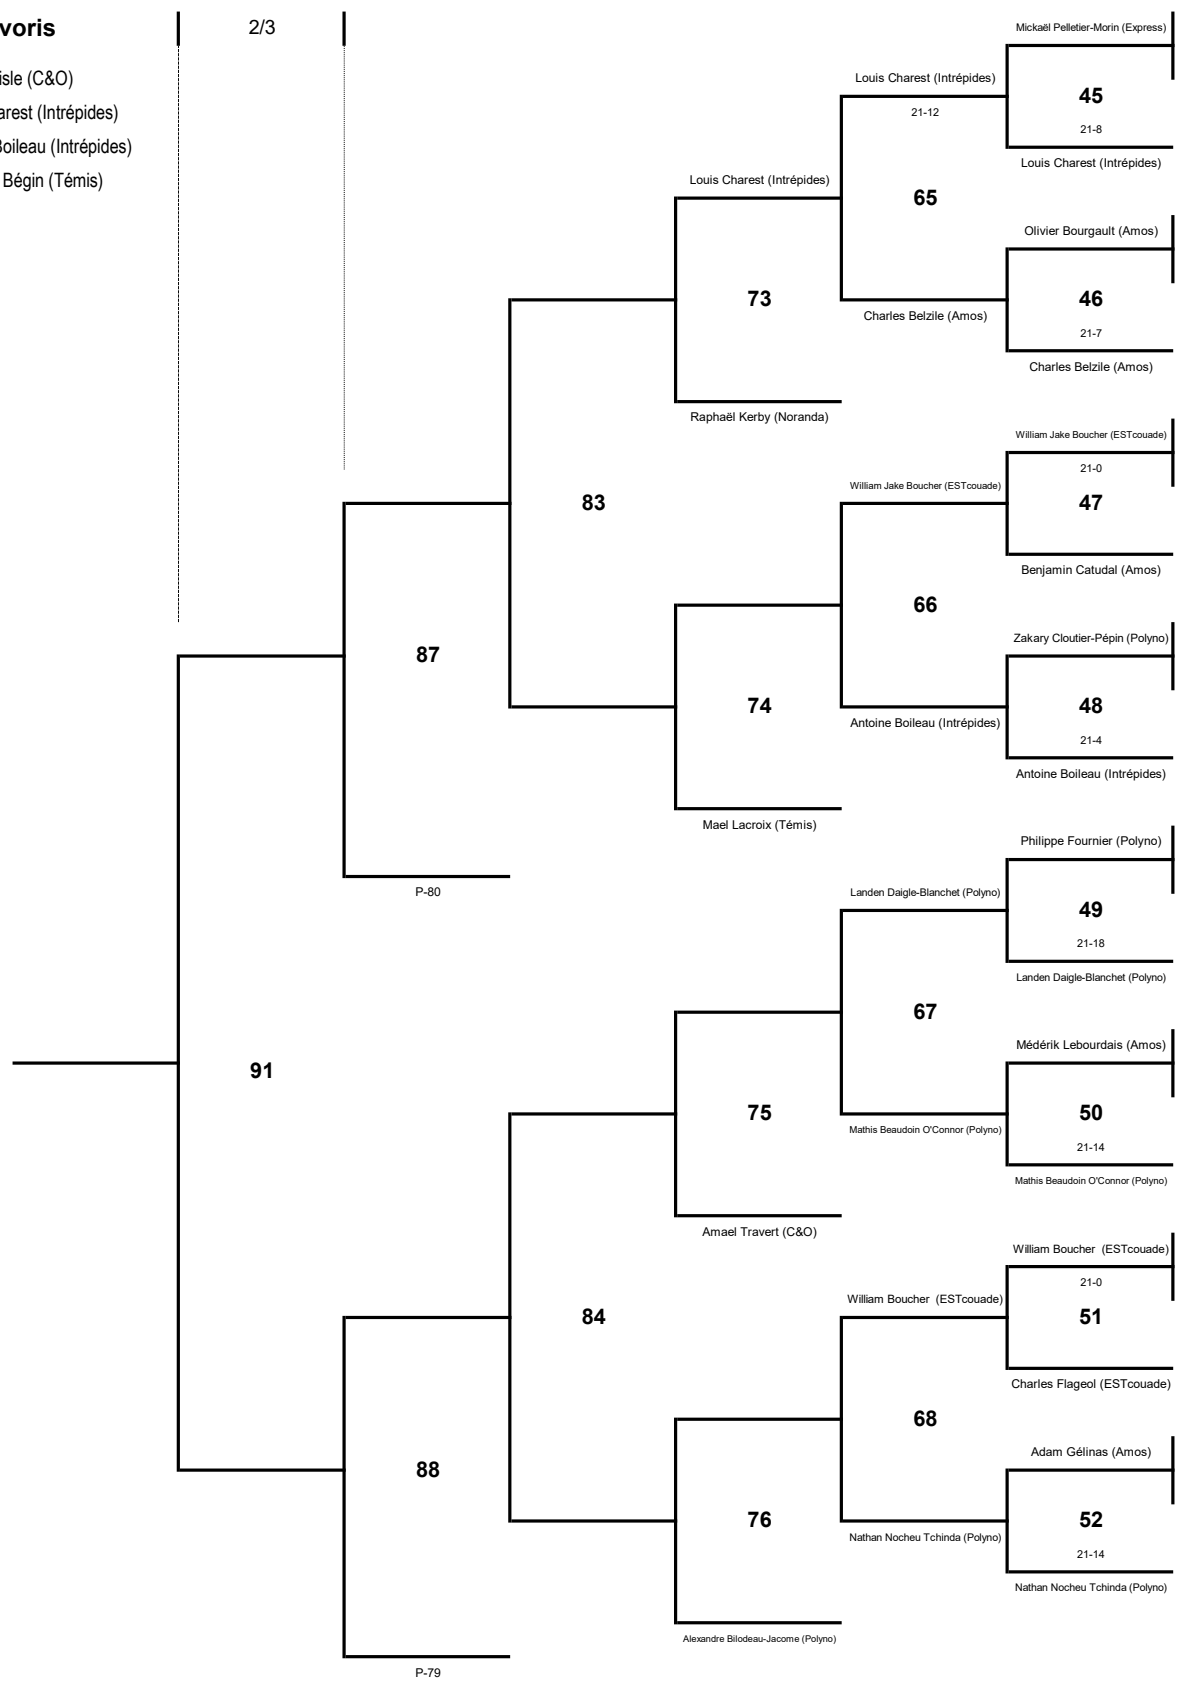 voris
2/3
isle (C&O)
arest (Intrépides)
Boileau (Intrépides)
Bégin (Témis)
Mickaël Pelletier-Morin (Express)
Louis Charest (Intrépides)
45
21-12
21-8
Louis Charest (Intrépides)
Louis Charest (Intrépides)
65
Olivier Bourgault (Amos)
73
46
Charles Belzile (Amos)
21-7
Charles Belzile (Amos)
Raphaël Kerby (Noranda)
William Jake Boucher (ESTcouade)
21-0
William Jake Boucher (ESTcouade)
83
47
Benjamin Catudal (Amos)
66
Zakary Cloutier-Pépin (Polyno)
87
74
48
Antoine Boileau (Intrépides)
21-4
Antoine Boileau (Intrépides)
Mael Lacroix (Témis)
Philippe Fournier (Polyno)
P-80
Landen Daigle-Blanchet (Polyno)
49
21-18
Landen Daigle-Blanchet (Polyno)
67
Médérik Lebourdais (Amos)
91
75
50
Mathis Beaudoin O'Connor (Polyno)
21-14
Mathis Beaudoin O'Connor (Polyno)
Amael Travert (C&O)
William Boucher (ESTcouade)
21-0
William Boucher (ESTcouade)
84
51
Charles Flageol (ESTcouade)
68
Adam Gélinas (Amos)
88
76
52
Nathan Nocheu Tchinda (Polyno)
21-14
Nathan Nocheu Tchinda (Polyno)
Alexandre Bilodeau-Jacome (Polyno)
P-79